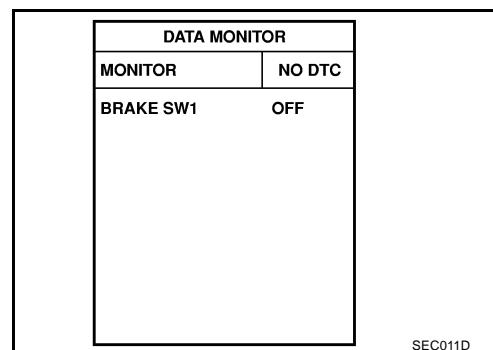 DATA MONITOR
MONITOR NO DTC
BRAKE SW1 OFF
SEC011D